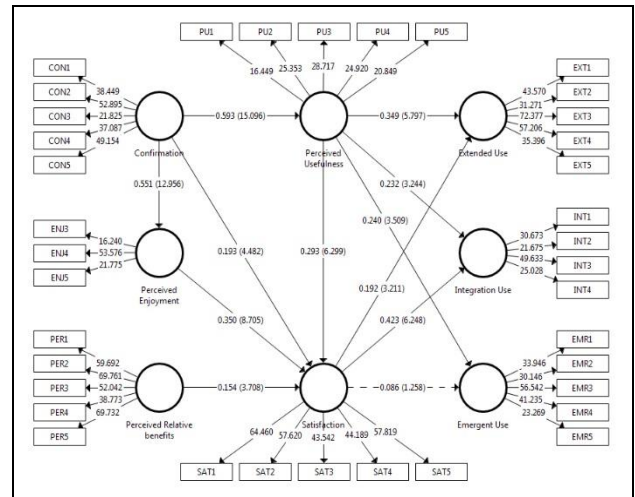 PU1 PU2 PU3 PU4 PU5
16.449 25.353 28.717 24.920 20.849
CON1
CON2
CON3
CON4
CON5
38.449
52.895
21.825
37.087
49.154
Confirmation
0.593 (15.096)
Perceived
Usefulness
0.349 (5.797)
Extended Use
43.570
31.271
72.377
57.206
35.396
EXT1
EXT2
EXT3
EXT4
EXT5
0.551 (12.956)
0.193 (4.482)
0.293 (6.299)
0.232 (3.244)
0.240 (3.509)
0.192 (3.211)
0.423 (6.248)
ENJ3
ENJ4
ENJ5
16.240
53.576
21.775
Perceived
Enjoyment
0.350 (8.705)
Integration Use
30.673
21.675
49.633
25.028
INT1
INT2
INT3
INT4
PER1
PER2
PER3
PER4
PER5
59.692
69.761
52.042
38.773
69.732
Perceived Relative
benefits
0.154 (3.708)
Satisfaction
0.086 (1.258)
Emergent Use
33.946
30.146
56.542
41.235
23.269
EMR1
EMR2
EMR3
EMR4
EMR5
64.460 57.620 43.542 44.189 57.819
SAT1 SAT2 SAT3 SAT4 SAT5